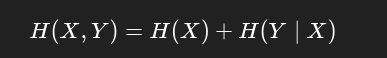 H(X, Y) = H(X) + H(Y | X)